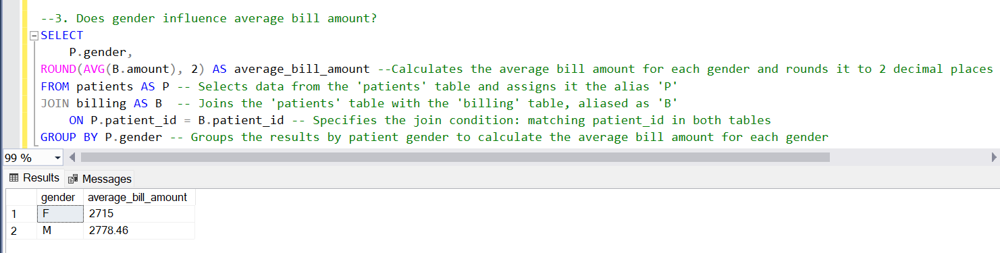 --3. Does gender influence average bill amount?
SELECT
P.gender,
ROUND(AVG(B.amount), 2) AS average_bill_amount --Calculates the average bill amount for each gender and rounds it to 2 decimal places
FROM patients AS P -- Selects data from the 'patients' table and assigns it the alias 'P'
JOIN billing AS B  -- Joins the 'patients' table with the 'billing' table, aliased as 'B'
ON P.patient_id = B.patient_id -- Specifies the join condition: matching patient_id in both tables
GROUP BY P.gender -- Groups the results by patient gender to calculate the average bill amount for each gender
99 %
Results Messages
gender average_bill_amount
1 F 2715
2 M 2778.46